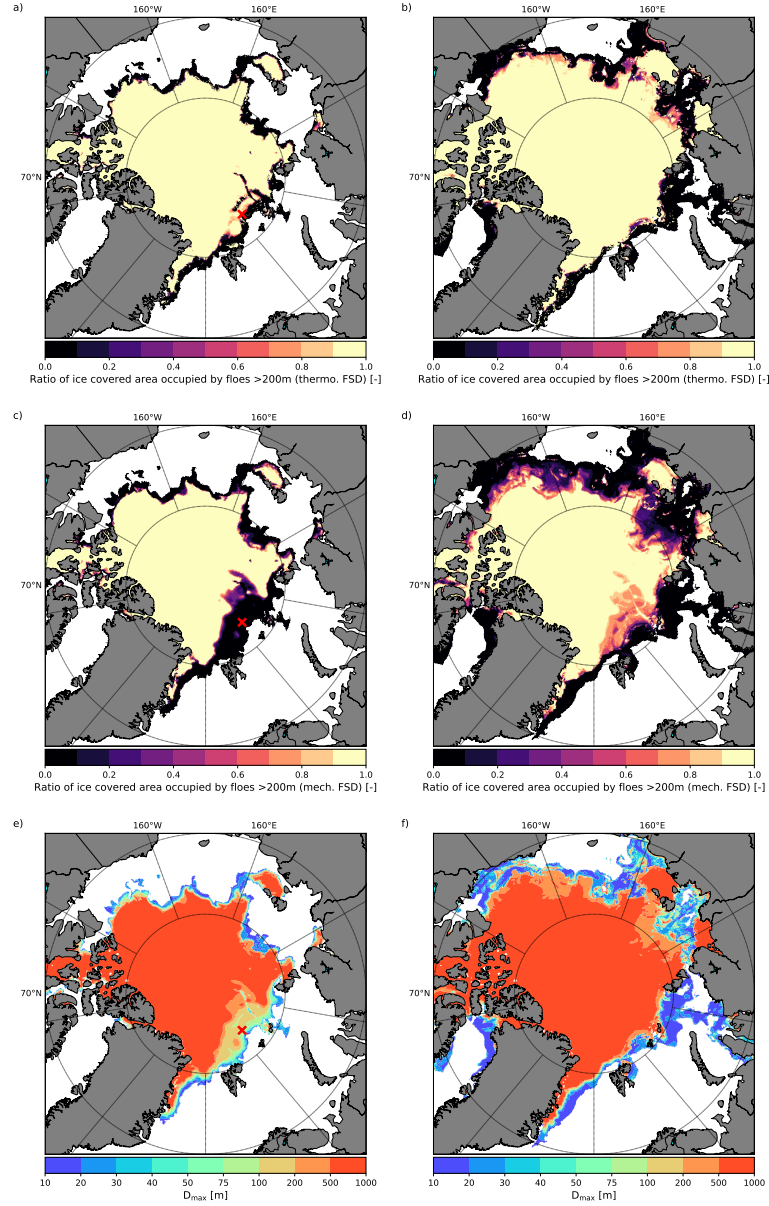 a)
b)
160°W
160°E
160°W
160°E
70°N
70°N
0.0 0.2 0.4 0.6 0.8 1.0
0.0 0.2 0.4 0.6 0.8 1.0
Ratio of ice covered area occupied by floes >200m (thermo. FSD) [-]
Ratio of ice covered area occupied by floes >200m (thermo. FSD) [-]
c)
d)
160°W
160°E
160°W
160°E
70°N
70°N
0.0 0.2 0.4 0.6 0.8 1.0
0.0 0.2 0.4 0.6 0.8 1.0
Ratio of ice covered area occupied by floes >200m (mech. FSD) [-]
Ratio of ice covered area occupied by floes >200m (mech. FSD) [-]
e)
f)
160°W
160°E
160°W
160°E
70°N
70°N
10 20 30 40 50 75 100 200 500 1000
10 20 30 40 50 75 100 200 500 1000
Dmax [m]
Dmax [m]